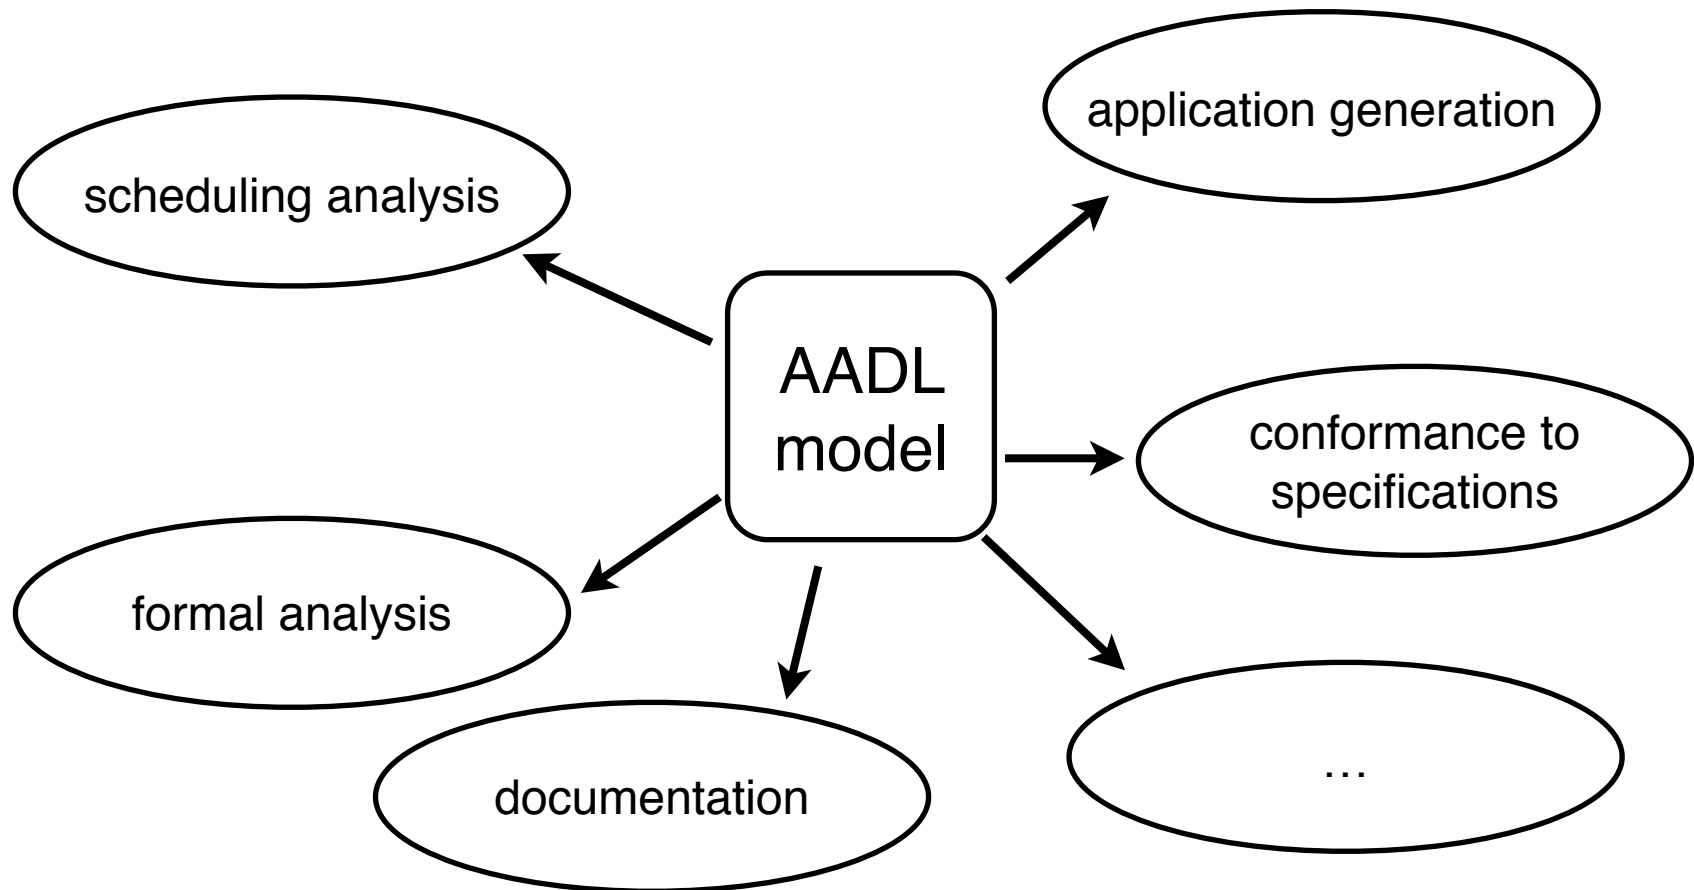 application generation
scheduling analysis
AADL
model
conformance to
specifications
formal analysis
documentation
...